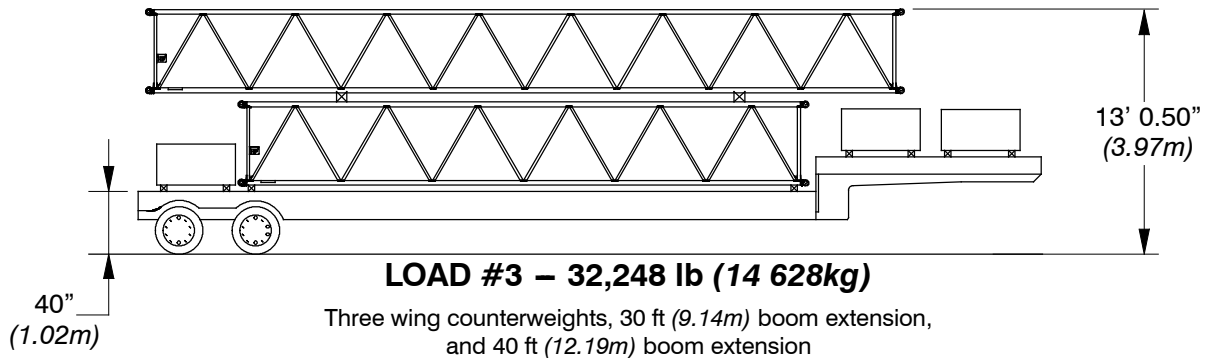 13’ 0.50”
(3.97m)
40”
(1.02m)
LOAD #3 – 32,248 lb (14 628kg)
Three wing counterweights, 30 ft (9.14m) boom extension,
and 40 ft (12.19m) boom extension